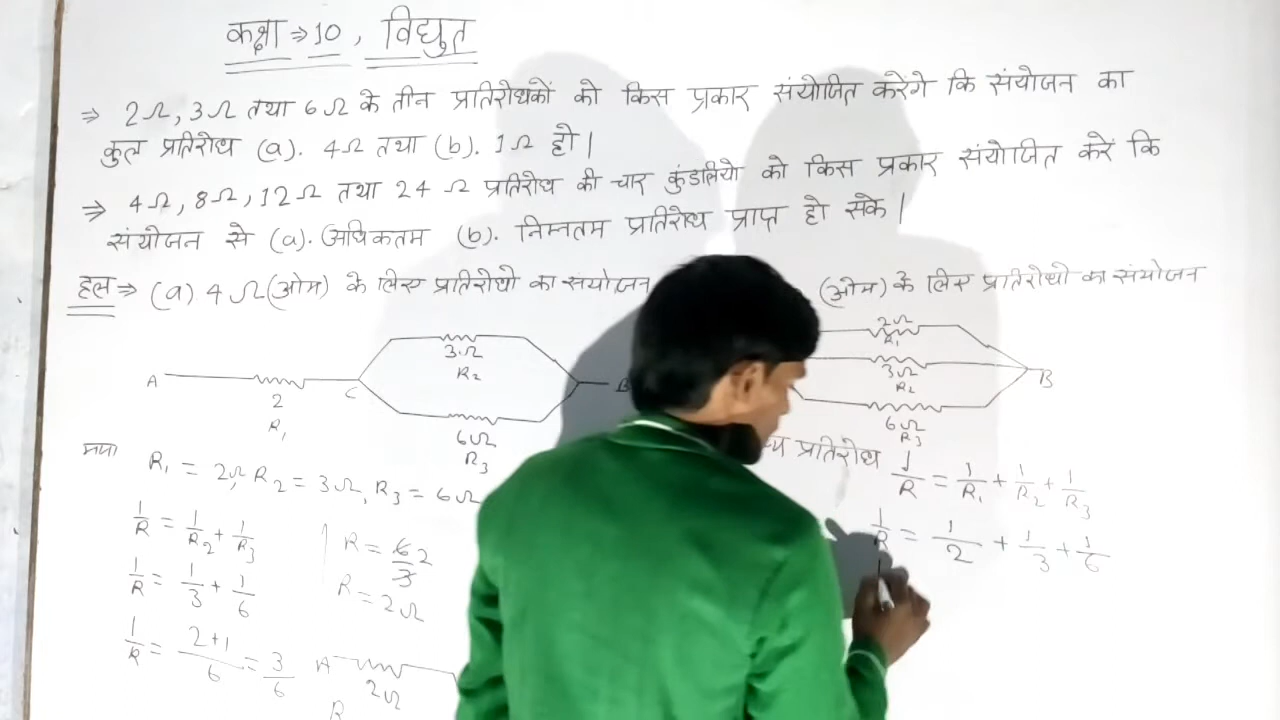 कक्षा ⇒ 10, विद्युत
⇒ 2Ω, 3Ω तथा 6Ω के तीन प्रतिरोधकों को किस प्रकार संयोजित करेंगे कि संयोजन का
कुल प्रतिरोध (a). 4Ω तथा (b). 1Ω हो।
⇒ 4Ω, 8Ω, 12Ω तथा 24 Ω प्रतिरोध की चार कुंडलियो को किस प्रकार संयोजित करें कि
संयोजन से (a). अधिकतम (b). निम्नतम प्रतिरोध प्राप्त हो सके।
हल ⇒ (a) 4Ω(ओम) के लिए प्रतिरोधो का संयोजन
A 2 R₁ C 3Ω R₂ 6Ω R₃ B
R₁ = 2Ω, R₂ = 3Ω, R₃ = 6Ω
1/R = 1/R₂ + 1/R₃
1/R = 1/3 + 1/6
1/R = 2+1/6 = 3/6
R = 6/3 2
R = 2Ω
A 2Ω R
(ओम) के लिए प्रतिरोधो का संयोजन
2Ω R₁ 3Ω R₂ 6Ω R₃ B
प्रतिरोध 1/R = 1/R₁ + 1/R₂ + 1/R₃
1/R = 1/2 + 1/3 + 1/6